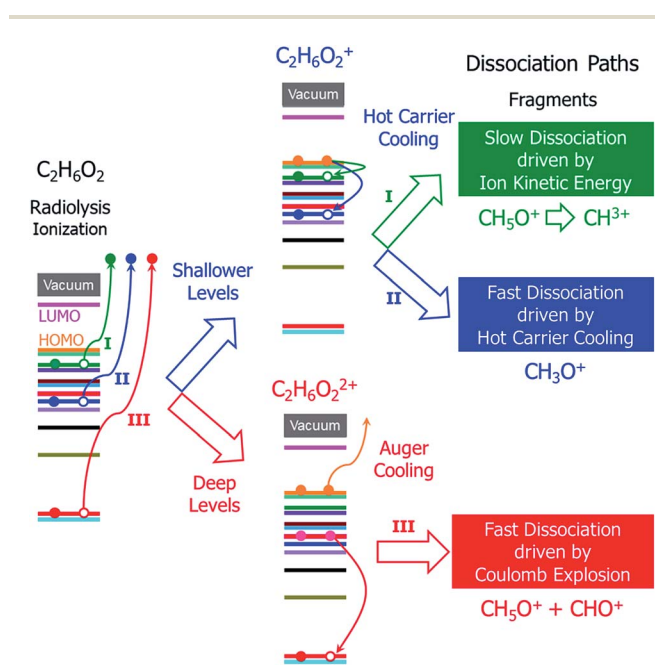 C₂H₆O₂
Radiolysis
Ionization
Vacuum
LUMO
HOMO
I
II
III
Shallower
Levels
Deep
Levels
C₂H₆O₂⁺
Vacuum
Hot Carrier
Cooling
I
II
C₂H₆O₂²⁺
Vacuum
Auger
Cooling
III
Dissociation Paths
Fragments
Slow Dissociation
driven by
Ion Kinetic Energy
CH₅O⁺ ⇨ CH³⁺
Fast Dissociation
driven by
Hot Carrier Cooling
CH₃O⁺
Fast Dissociation
driven by
Coulomb Explosion
CH₅O⁺ + CHO⁺